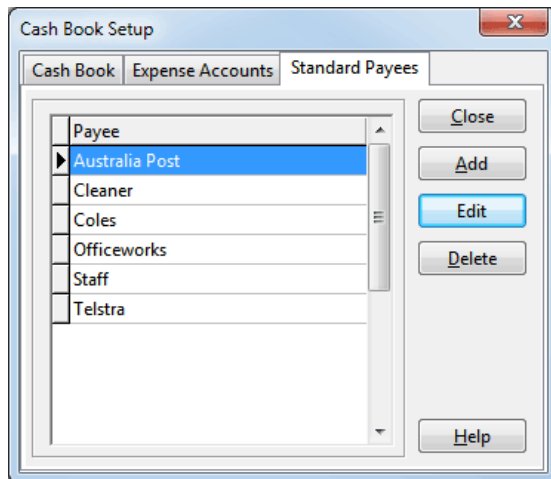 Cash Book Setup
Cash Book Expense Accounts Standard Payees
Payee
Australia Post
Cleaner
Coles
Officeworks
Staff
Telstra
Close
Add
Edit
Delete
Help